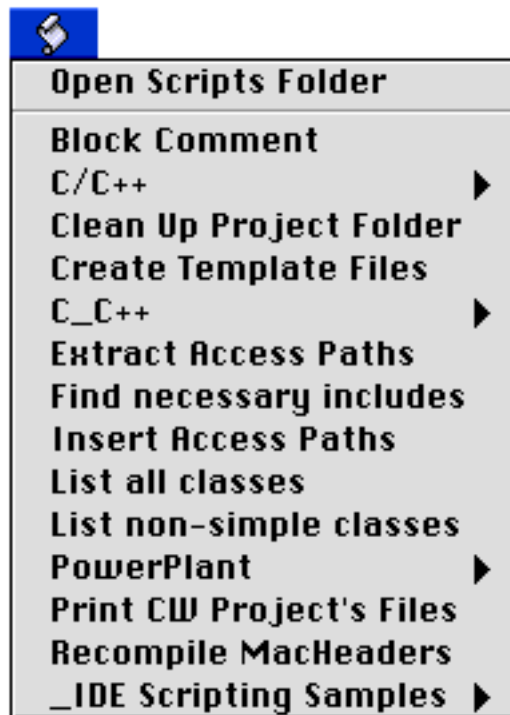 Open Scripts Folder
Block Comment
C/C++
Clean Up Project Folder
Create Template Files
C_C++
Extract Access Paths
Find necessary includes
Insert Access Paths
List all classes
List non-simple classes
PowerPlant
Print CW Project's Files
Recompile MacHeaders
_IDE Scripting Samples